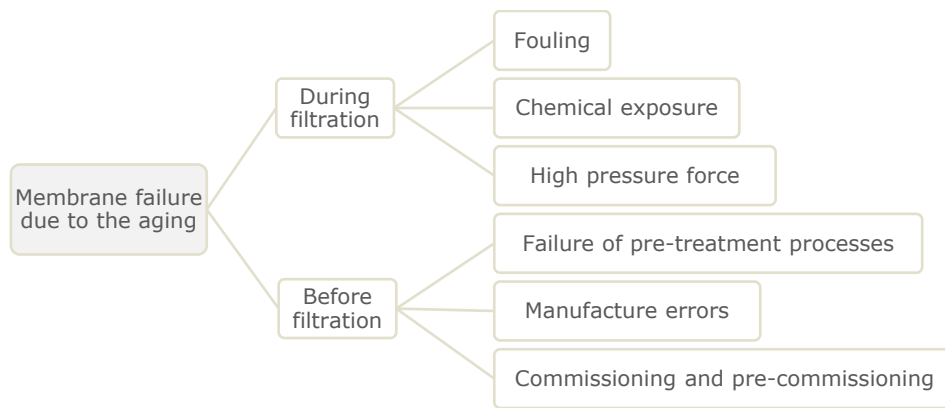 Membrane failure
due to the aging
During
filtration
Fouling
Chemical exposure
High pressure force
Before
filtration
Failure of pre-treatment processes
Manufacture errors
Commissioning and pre-commissioning